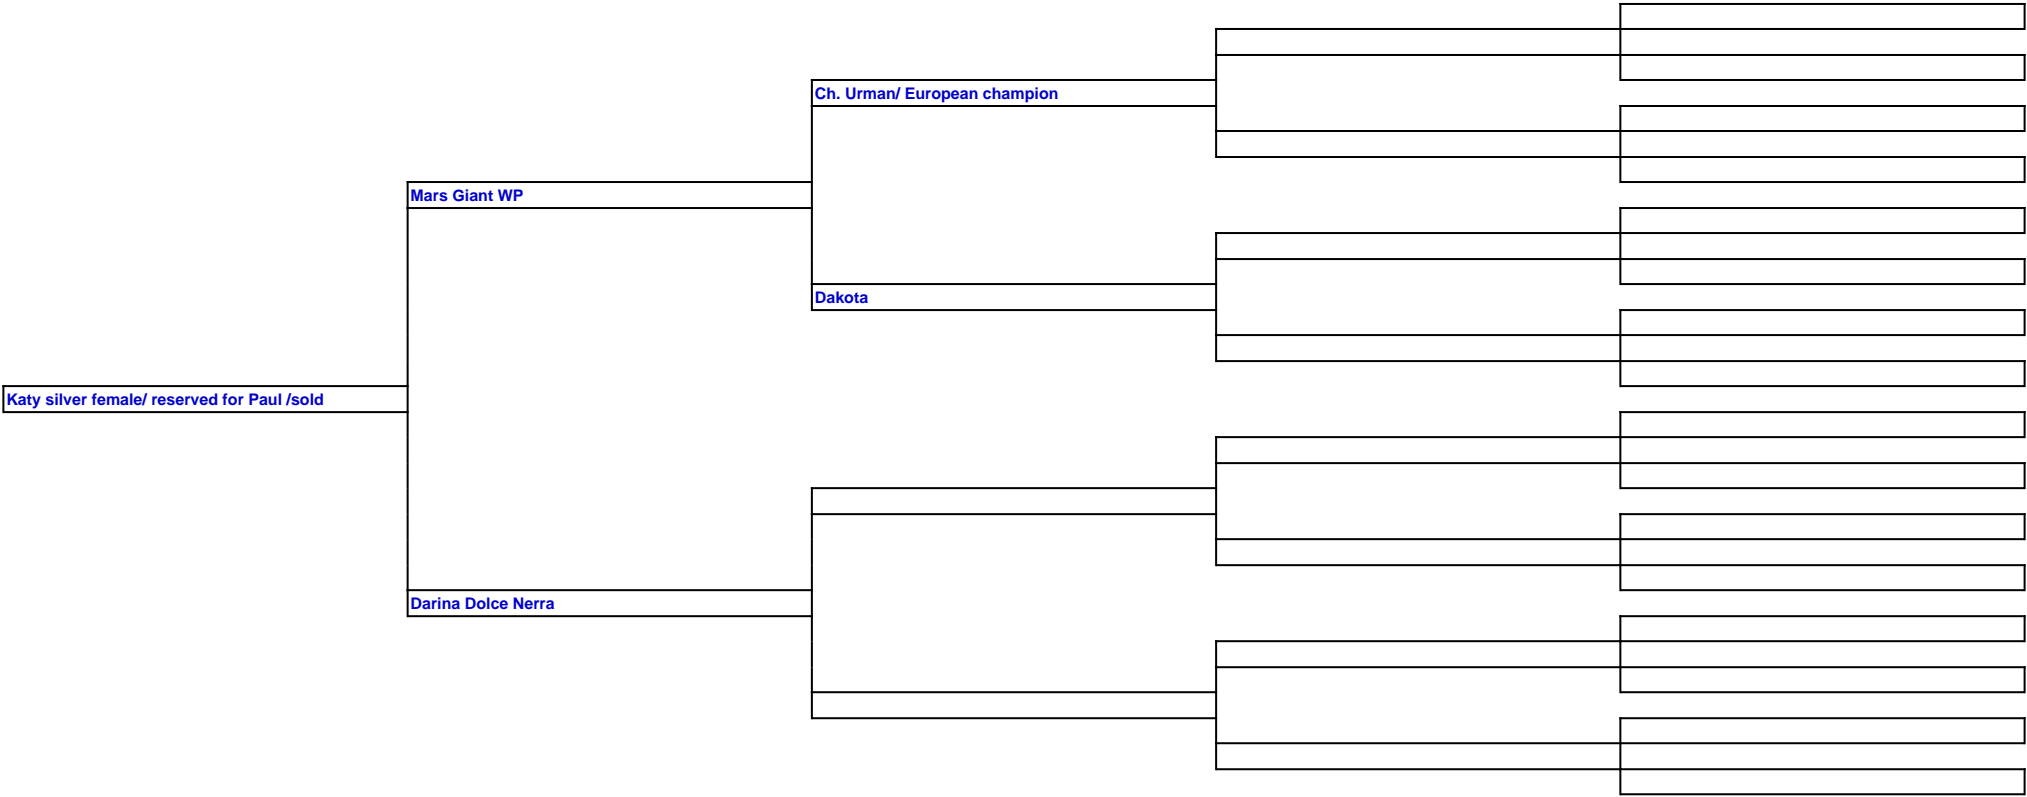 Ch. Urman/ European champion
Mars Giant WP
Dakota
Katy silver female/ reserved for Paul /sold
Darina Dolce Nerra